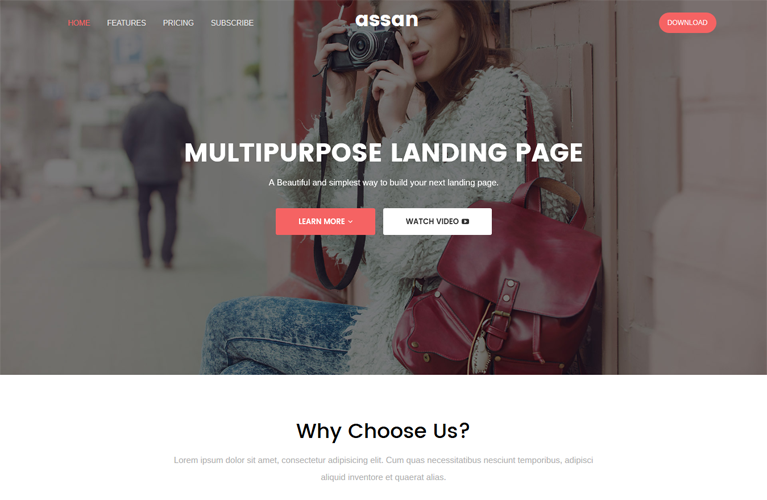 HOME FEATURES PRICING SUBSCRIBE assan DOWNLOAD
MULTIPURPOSE LANDING PAGE
A Beautiful and simplest way to build your next landing page.
LEARN MORE WATCH VIDEO
Why Choose Us?
Lorem ipsum dolor sit amet, consectetur adipisicing elit. Cum quas necessitatibus nesciunt temporibus, adipisci
aliquid inventore et quaerat alias.